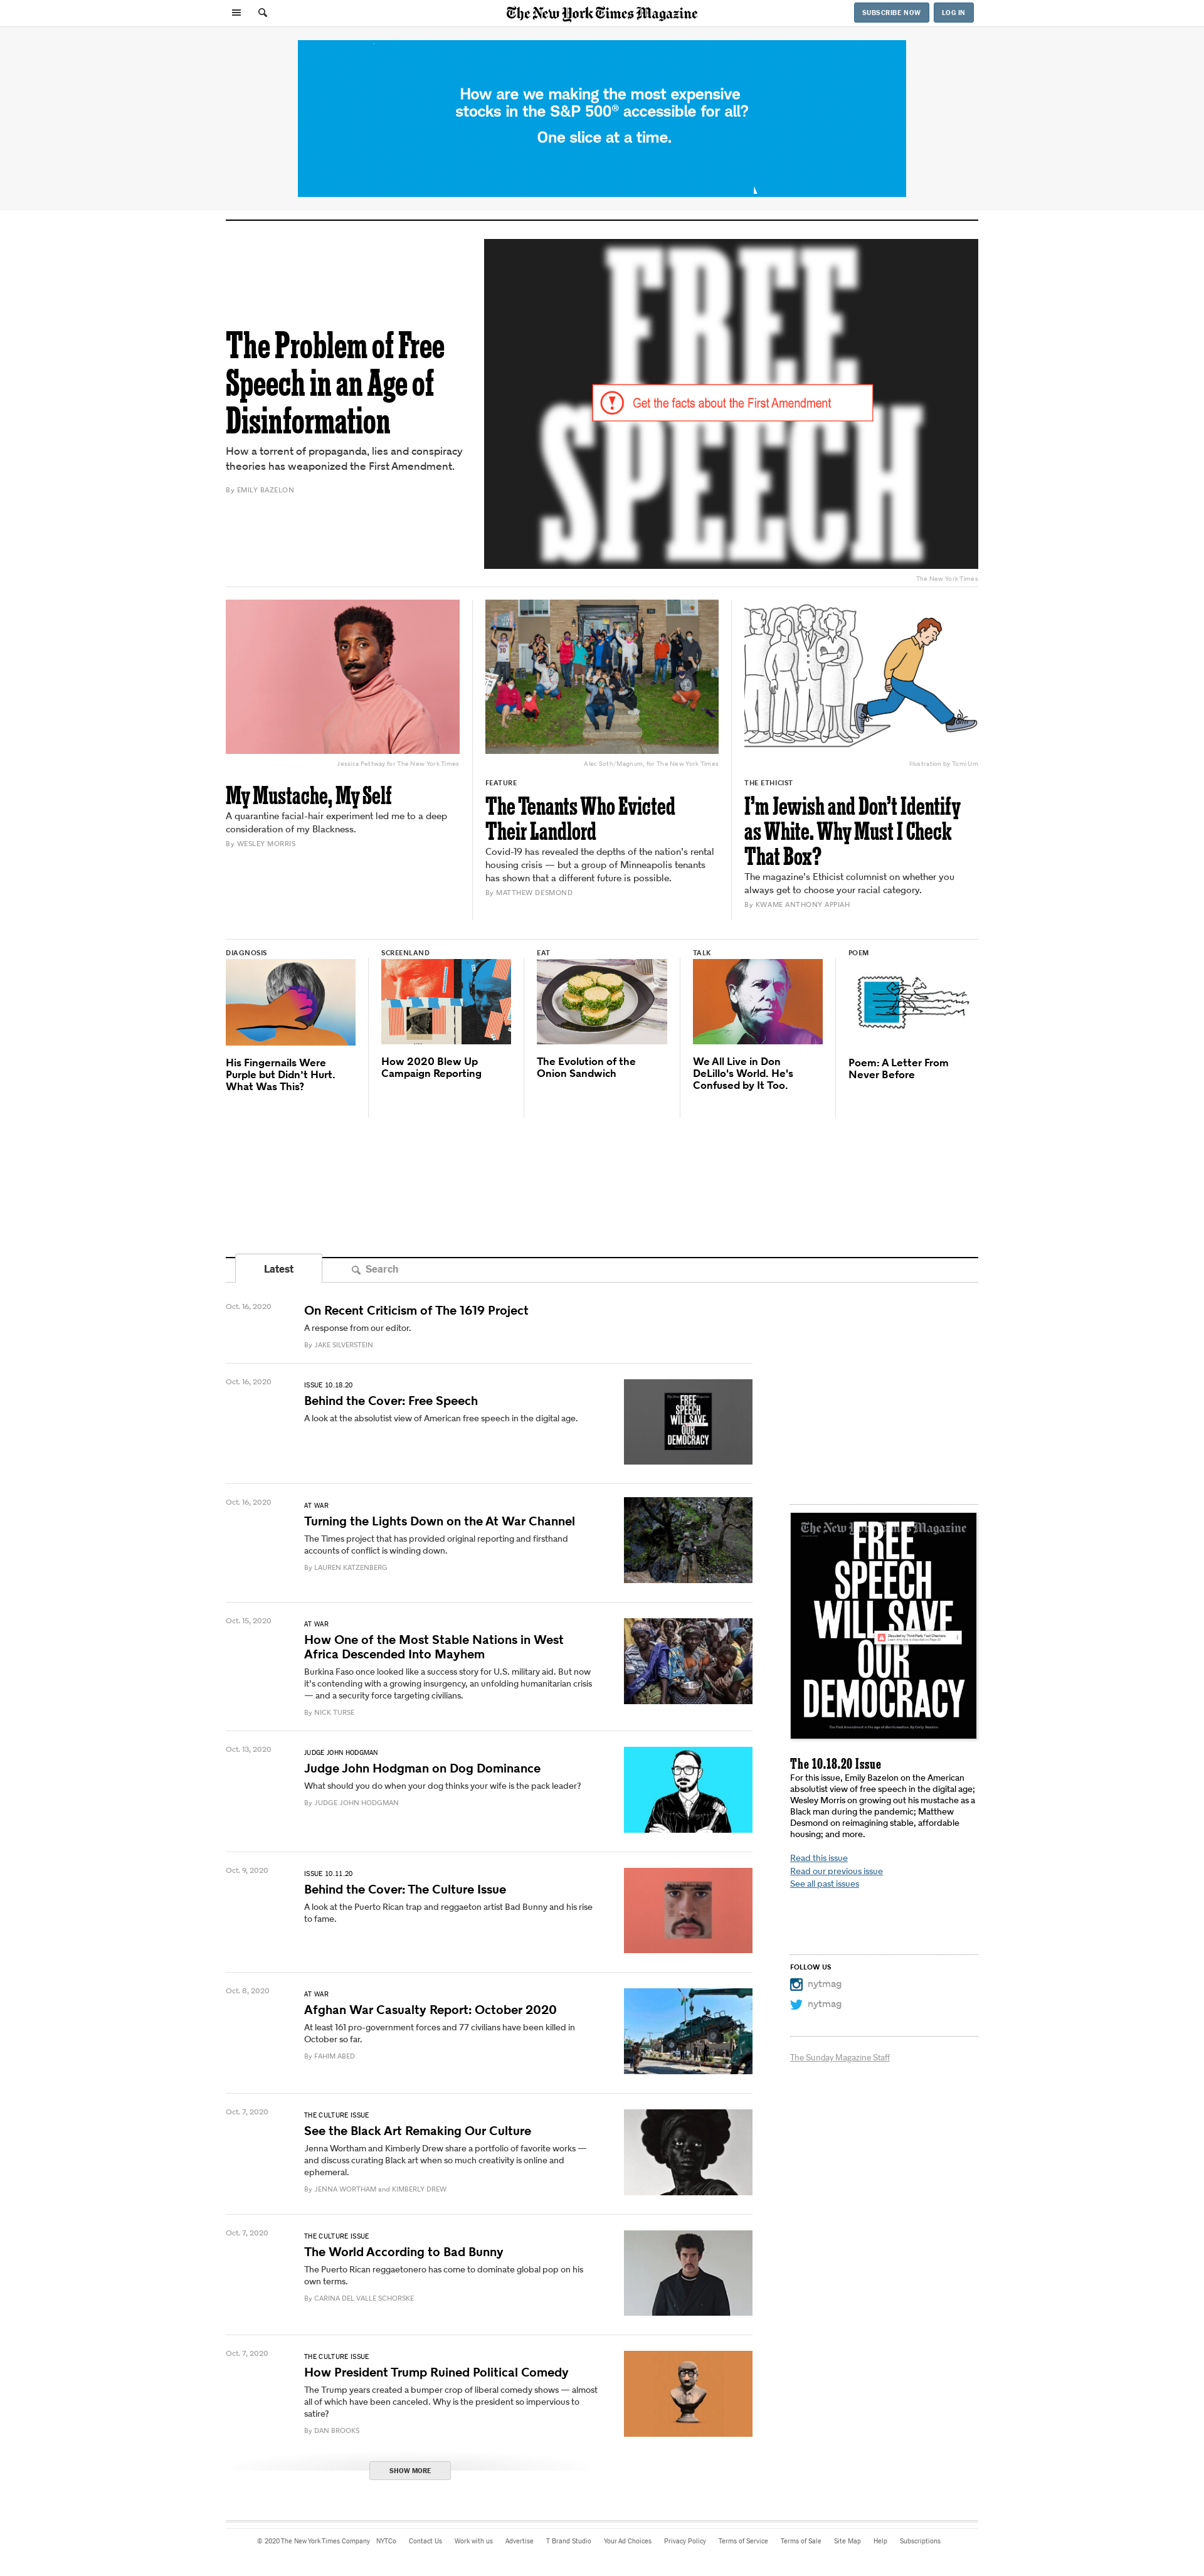 The New York Times Magazine
SUBSCRIBE NOW
LOG IN
How are we making the most expensive
stocks in the S&P 500® accessible for all?
One slice at a time.
The Problem of Free
Speech in an Age of
Disinformation
How a torrent of propaganda, lies and conspiracy
theories has weaponized the First Amendment.
By EMILY BAZELON
FREE
SPEECH
Get the facts about the First Amendment
The New York Times
Jessica Pettway for The New York Times
My Mustache, My Self
A quarantine facial-hair experiment led me to a deep
consideration of my Blackness.
By WESLEY MORRIS
Alec Soth/Magnum, for The New York Times
FEATURE
The Tenants Who Evicted
Their Landlord
Covid-19 has revealed the depths of the nation's rental
housing crisis — but a group of Minneapolis tenants
has shown that a different future is possible.
By MATTHEW DESMOND
Illustration by Tomi Um
THE ETHICIST
I'm Jewish and Don't Identify
as White. Why Must I Check
That Box?
The magazine's Ethicist columnist on whether you
always get to choose your racial category.
By KWAME ANTHONY APPIAH
DIAGNOSIS
His Fingernails Were
Purple but Didn't Hurt.
What Was This?
SCREENLAND
How 2020 Blew Up
Campaign Reporting
EAT
The Evolution of the
Onion Sandwich
TALK
We All Live in Don
DeLillo's World. He's
Confused by It Too.
POEM
Poem: A Letter From
Never Before
Latest
Search
Oct. 16, 2020
On Recent Criticism of The 1619 Project
A response from our editor.
By JAKE SILVERSTEIN
Oct. 16, 2020
ISSUE 10.18.20
Behind the Cover: Free Speech
A look at the absolutist view of American free speech in the digital age.
FREE
SPEECH
WILL SAVE
OUR
DEMOCRACY
Oct. 16, 2020
AT WAR
Turning the Lights Down on the At War Channel
The Times project that has provided original reporting and firsthand
accounts of conflict is winding down.
By LAUREN KATZENBERG
Oct. 15, 2020
AT WAR
How One of the Most Stable Nations in West
Africa Descended Into Mayhem
Burkina Faso once looked like a success story for U.S. military aid. But now
it's contending with a growing insurgency, an unfolding humanitarian crisis
— and a security force targeting civilians.
By NICK TURSE
Oct. 13, 2020
JUDGE JOHN HODGMAN
Judge John Hodgman on Dog Dominance
What should you do when your dog thinks your wife is the pack leader?
By JUDGE JOHN HODGMAN
Oct. 9, 2020
ISSUE 10.11.20
Behind the Cover: The Culture Issue
A look at the Puerto Rican trap and reggaeton artist Bad Bunny and his rise
to fame.
Oct. 8, 2020
AT WAR
Afghan War Casualty Report: October 2020
At least 161 pro-government forces and 77 civilians have been killed in
October so far.
By FAHIM ABED
Oct. 7, 2020
THE CULTURE ISSUE
See the Black Art Remaking Our Culture
Jenna Wortham and Kimberly Drew share a portfolio of favorite works —
and discuss curating Black art when so much creativity is online and
ephemeral.
By JENNA WORTHAM and KIMBERLY DREW
Oct. 7, 2020
THE CULTURE ISSUE
The World According to Bad Bunny
The Puerto Rican reggaetonero has come to dominate global pop on his
own terms.
By CARINA DEL VALLE SCHORSKE
Oct. 7, 2020
THE CULTURE ISSUE
How President Trump Ruined Political Comedy
The Trump years created a bumper crop of liberal comedy shows — almost
all of which have been canceled. Why is the president so impervious to
satire?
By DAN BROOKS
SHOW MORE
The New York Times Magazine
FREE
SPEECH
WILL SAVE
OUR
DEMOCRACY
The 10.18.20 Issue
For this issue, Emily Bazelon on the American
absolutist view of free speech in the digital age;
Wesley Morris on growing out his mustache as a
Black man during the pandemic; Matthew
Desmond on reimagining stable, affordable
housing; and more.
Read this issue
Read our previous issue
See all past issues
FOLLOW US
nytmag
nytmag
The Sunday Magazine Staff
© 2020 The New York Times Company NYTCo Contact Us Work with us Advertise T Brand Studio Your Ad Choices Privacy Policy Terms of Service Terms of Sale Site Map Help Subscriptions